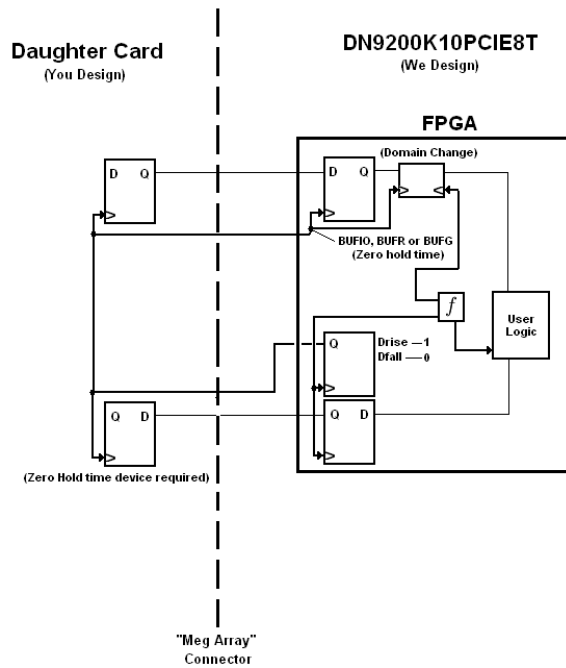 Daughter Card
(You Design)
DN9200K10PCIE8T
(We Design)
FPGA
(Domain Change)
D Q
D Q
BUFIO, BUFR or BUFG
(Zero hold time)
f
User
Logic
Q
Drise —1
Dfall —0
Q D
Q D
(Zero Hold time device required)
"Meg Array"
Connector